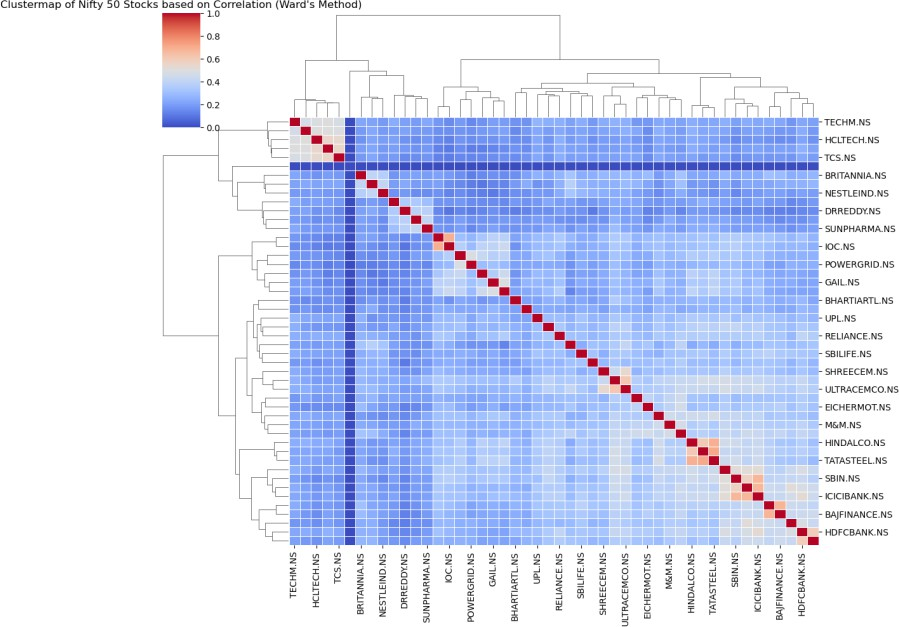 Clustermap of Nifty 50 Stocks based on Correlation (Ward's Method)
1.0
0.8
0.6
0.4
0.2
0.0
TECHM.NS
HCLTECH.NS
TCS.NS
BRITANNIA.NS
NESTLEIND.NS
DRREDDY.NS
SUNPHARMA.NS
IOC.NS
POWERGRID.NS
GAIL.NS
BHARTIARTL.NS
UPL.NS
RELIANCE.NS
SBILIFE.NS
SHREECEM.NS
ULTRACEMCO.NS
EICHERMOT.NS
M&M.NS
HINDALCO.NS
TATASTEEL.NS
SBIN.NS
ICICIBANK.NS
BAJFINANCE.NS
HDFCBANK.NS
TECHM.NS
HCLTECH.NS
TCS.NS
BRITANNIA.NS
NESTLEIND.NS
DRREDDY.NS
SUNPHARMA.NS
IOC.NS
POWERGRID.NS
GAIL.NS
BHARTIARTL.NS
UPL.NS
RELIANCE.NS
SBILIFE.NS
SHREECEM.NS
ULTRACEMCO.NS
EICHERMOT.NS
M&M.NS
HINDALCO.NS
TATASTEEL.NS
SBIN.NS
ICICIBANK.NS
BAJFINANCE.NS
HDFCBANK.NS